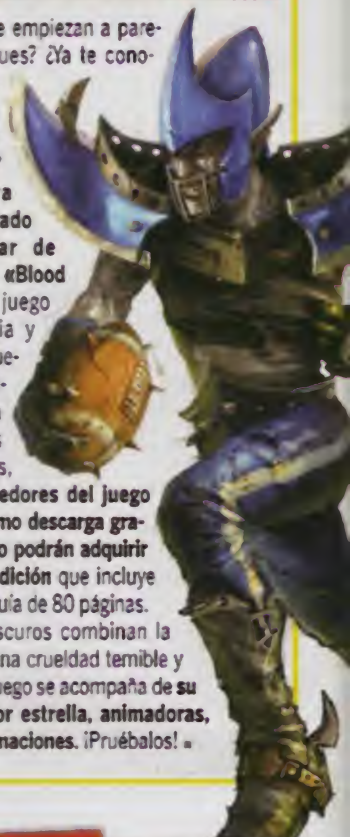 e empiezan a pare-
ues? ¿Ya te cono-
a
ado
ar de
«Blood
juego
ia y
pe-
s,
edores del juego
mo descarga gra-
o podrán adquirir
dición que incluye
uía de 80 páginas.
scuros combinan la
na crueldad temible y
uego se acompaña de su
or estrella, animadoras,
naciones. ¡Pruébalos!